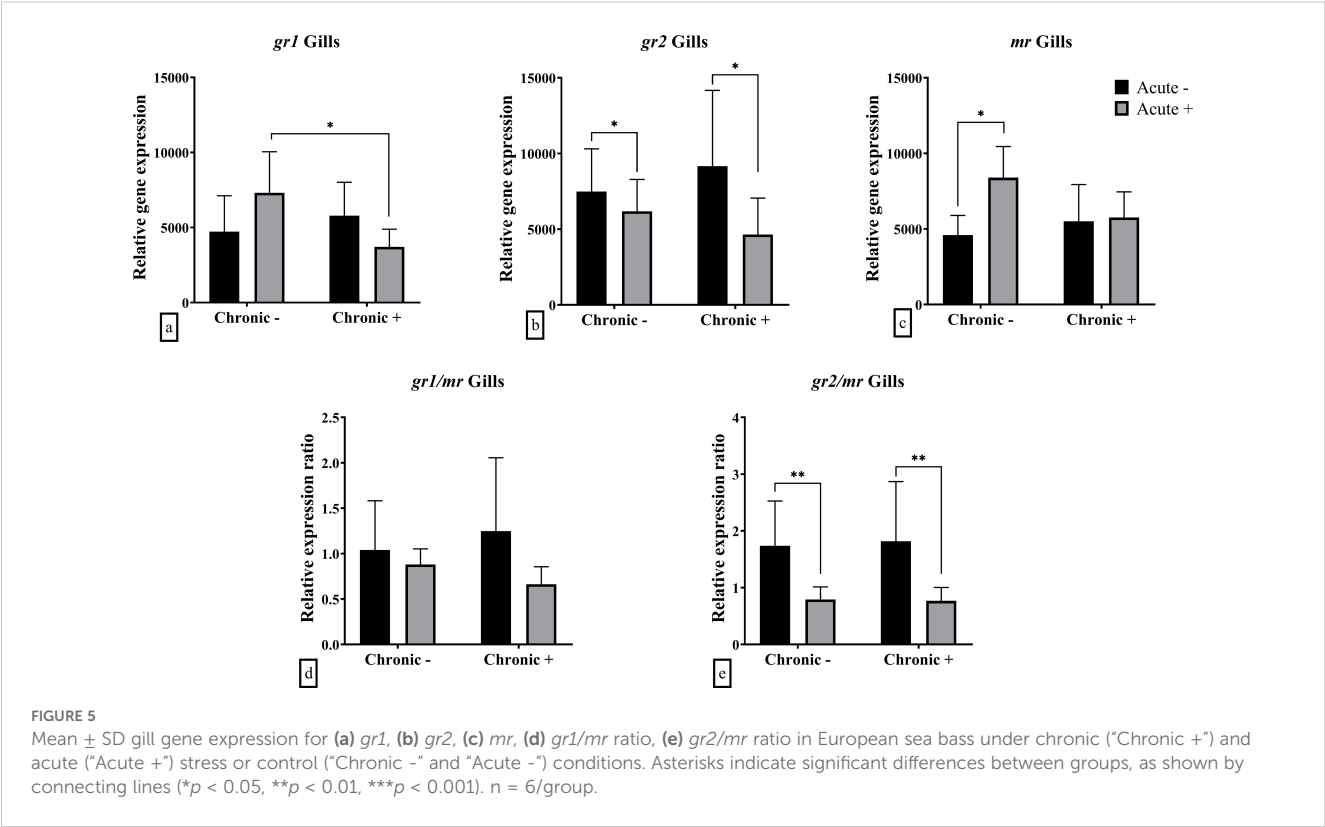 gr1 Gills
15000
10000
5000
0
Relative gene expression
*
Chronic -
Chronic +
a
gr2 Gills
15000
10000
5000
0
Relative gene expression
*
*
Chronic -
Chronic +
b
mr Gills
15000
10000
5000
0
Relative gene expression
*
Chronic -
Chronic +
c
Acute -
Acute +
gr1/mr Gills
2.5
2.0
1.5
1.0
0.5
0.0
Relative expression ratio
Chronic -
Chronic +
d
gr2/mr Gills
4
3
2
1
0
Relative expression ratio
**
**
Chronic -
Chronic +
e
FIGURE 5
Mean ± SD gill gene expression for (a) gr1, (b) gr2, (c) mr, (d) gr1/mr ratio, (e) gr2/mr ratio in European sea bass under chronic (“Chronic +”) and
acute (“Acute +”) stress or control (“Chronic -” and “Acute -”) conditions. Asterisks indicate significant differences between groups, as shown by
connecting lines (*p < 0.05, **p < 0.01, ***p < 0.001). n = 6/group.